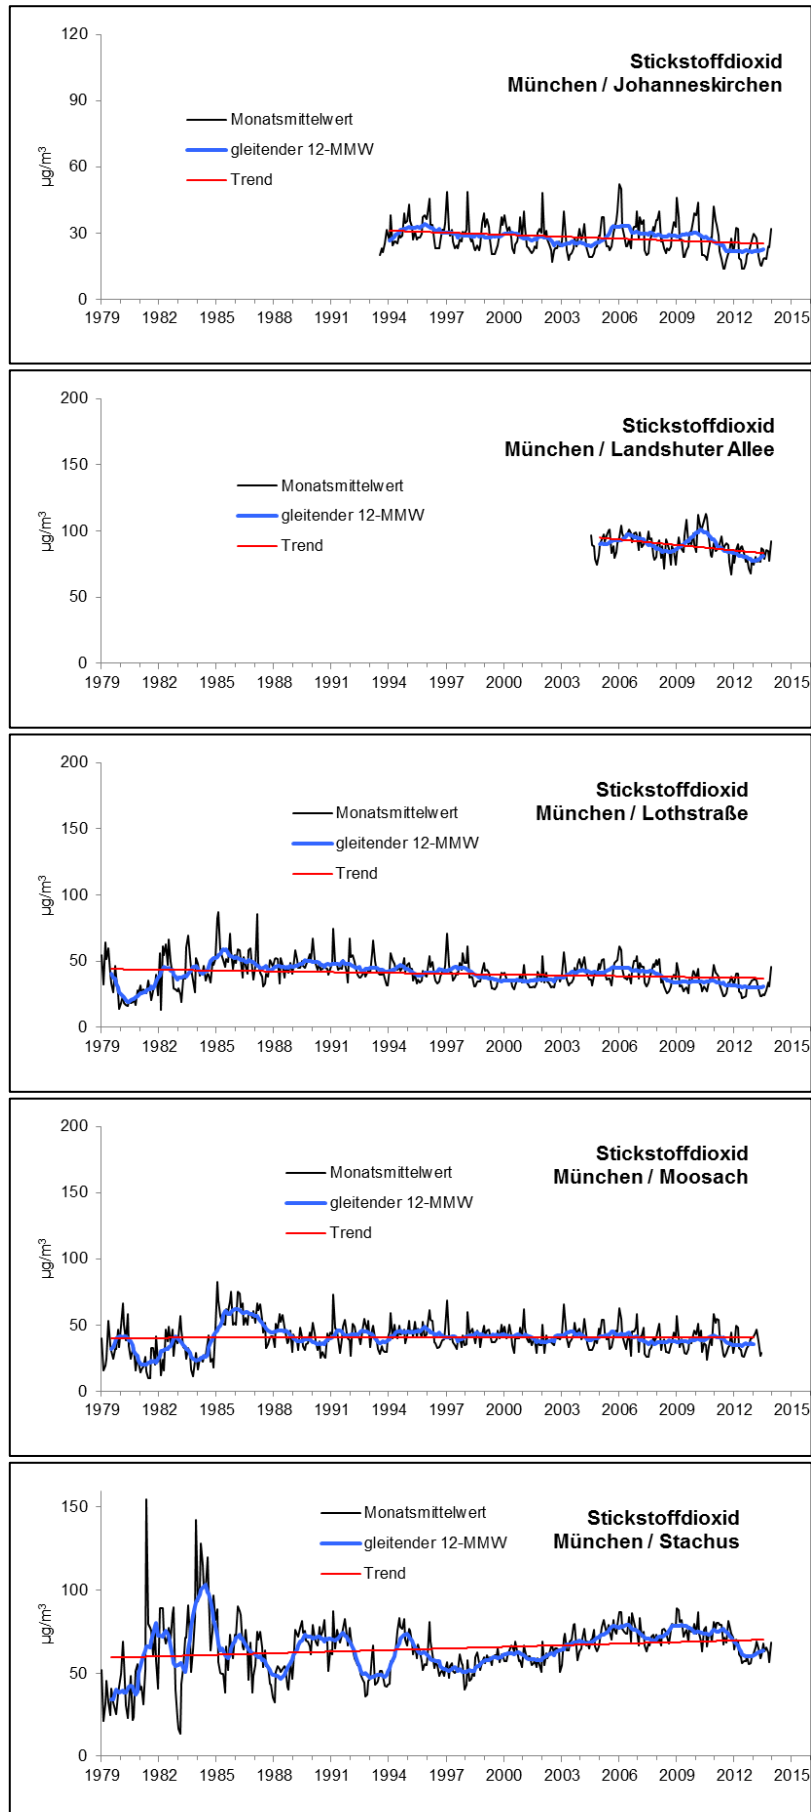 120
Stickstoffdioxid
München / Johanneskirchen
90
Monatsmittelwert
gleitender 12-MMW
60
Trend
µg/m³
30
0
1979 1982 1985 1988 1991 1994 1997 2000 2003 2006 2009 2012 2015
200
Stickstoffdioxid
München / Landshuter Allee
150
Monatsmittelwert
gleitender 12-MMW
Trend
100
µg/m³
50
0
1979 1982 1985 1988 1991 1994 1997 2000 2003 2006 2009 2012 2015
200
Stickstoffdioxid
München / Lothstraße
150
Monatsmittelwert
gleitender 12-MMW
Trend
100
µg/m³
50
0
1979 1982 1985 1988 1991 1994 1997 2000 2003 2006 2009 2012 2015
200
Stickstoffdioxid
München / Moosach
150
Monatsmittelwert
gleitender 12-MMW
Trend
100
µg/m³
50
0
1979 1982 1985 1988 1991 1994 1997 2000 2003 2006 2009 2012 2015
150
Stickstoffdioxid
München / Stachus
Monatsmittelwert
gleitender 12-MMW
Trend
100
µg/m³
50
0
1979 1982 1985 1988 1991 1994 1997 2000 2003 2006 2009 2012 2015